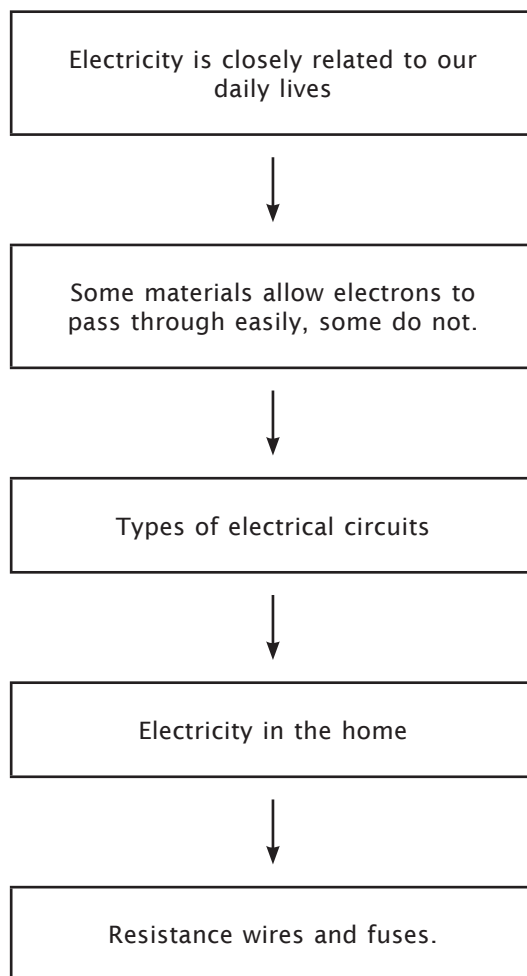 Electricity is closely related to our
daily lives
Some materials allow electrons to
pass through easily, some do not.
Types of electrical circuits
Electricity in the home
Resistance wires and fuses.